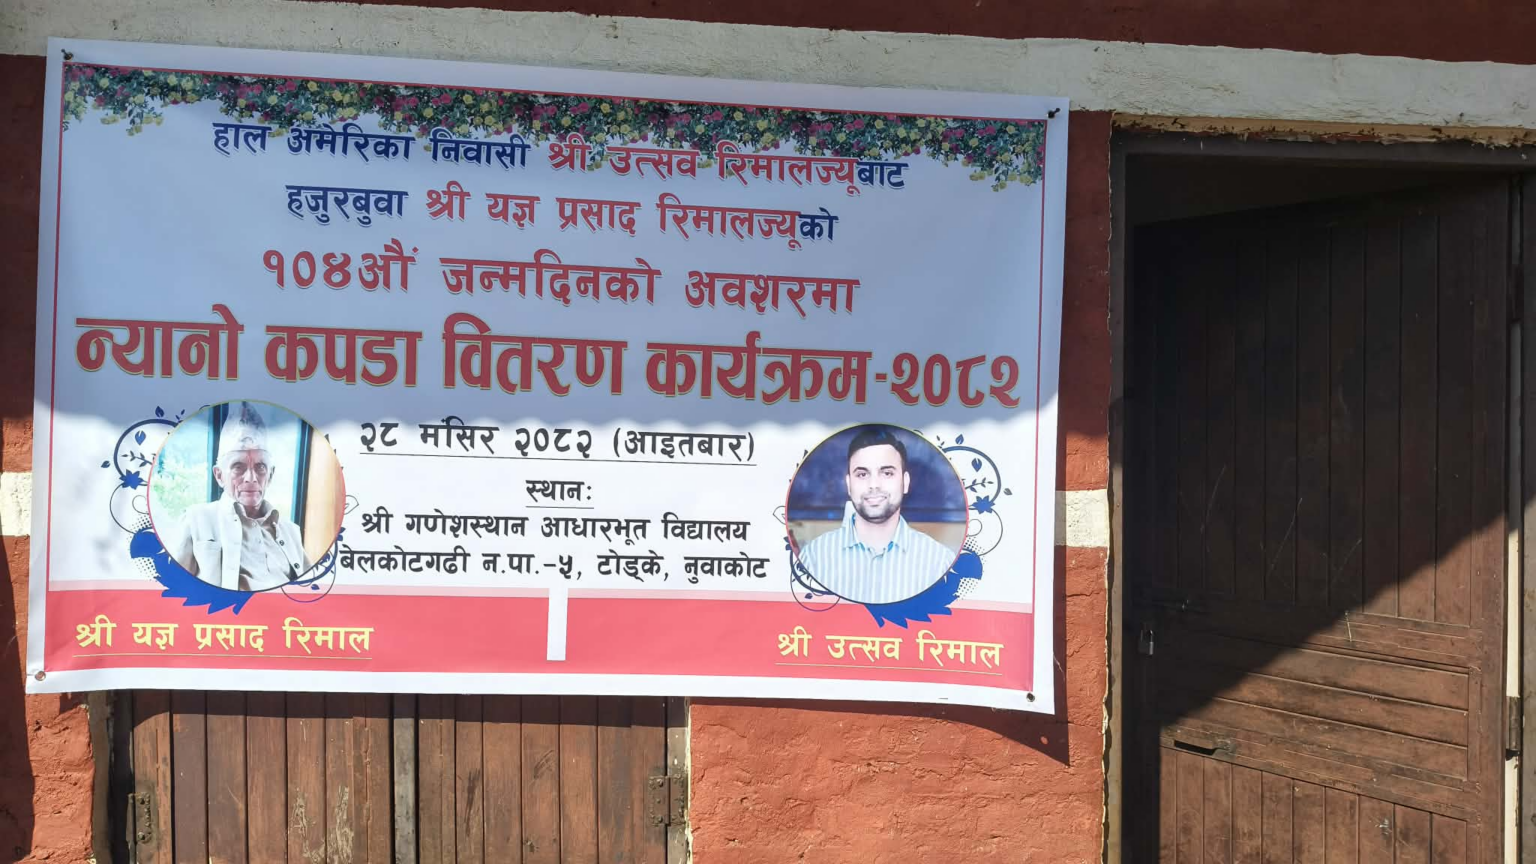 हाल अमेरिका निवासी श्री उत्सव रिमालज्यूबाट
हजुरबुवा श्री यज्ञ प्रसाद रिमालज्यूको
१०४औं जन्मदिनको अवशरमा
न्यानो कपडा वितरण कार्यक्रम-२०८२
२८ मंसिर २०८२ (आइतबार)
स्थान:
श्री गणेशस्थान आधारभूत विद्यालय
बेलकोटगढी न.पा.-५, टोड्के, नुवाकोट
श्री यज्ञ प्रसाद रिमाल
श्री उत्सव रिमाल